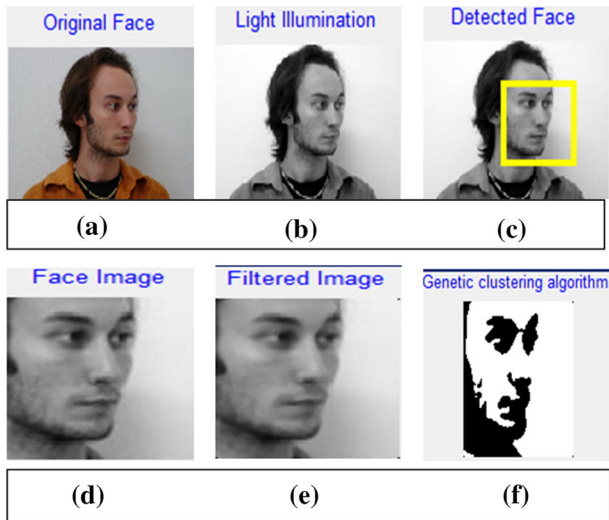 Original Face
Light Illumination
Detected Face
(a)
(b)
(c)
Face Image
Filtered Image
Genetic clustering algorithm
(d)
(e)
(f)